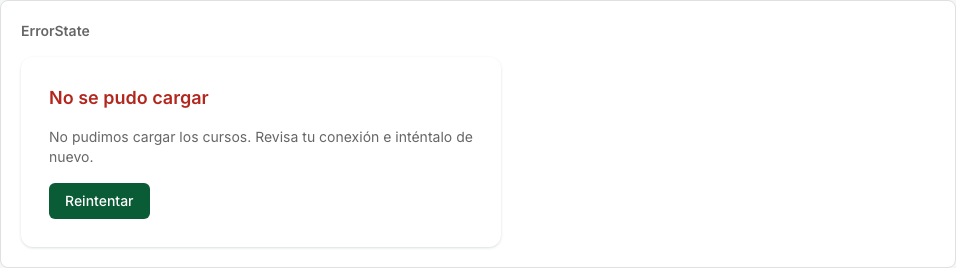 ErrorState
No se pudo cargar
No pudimos cargar los cursos. Revisa tu conexión e inténtalo de
nuevo.
Reintentar